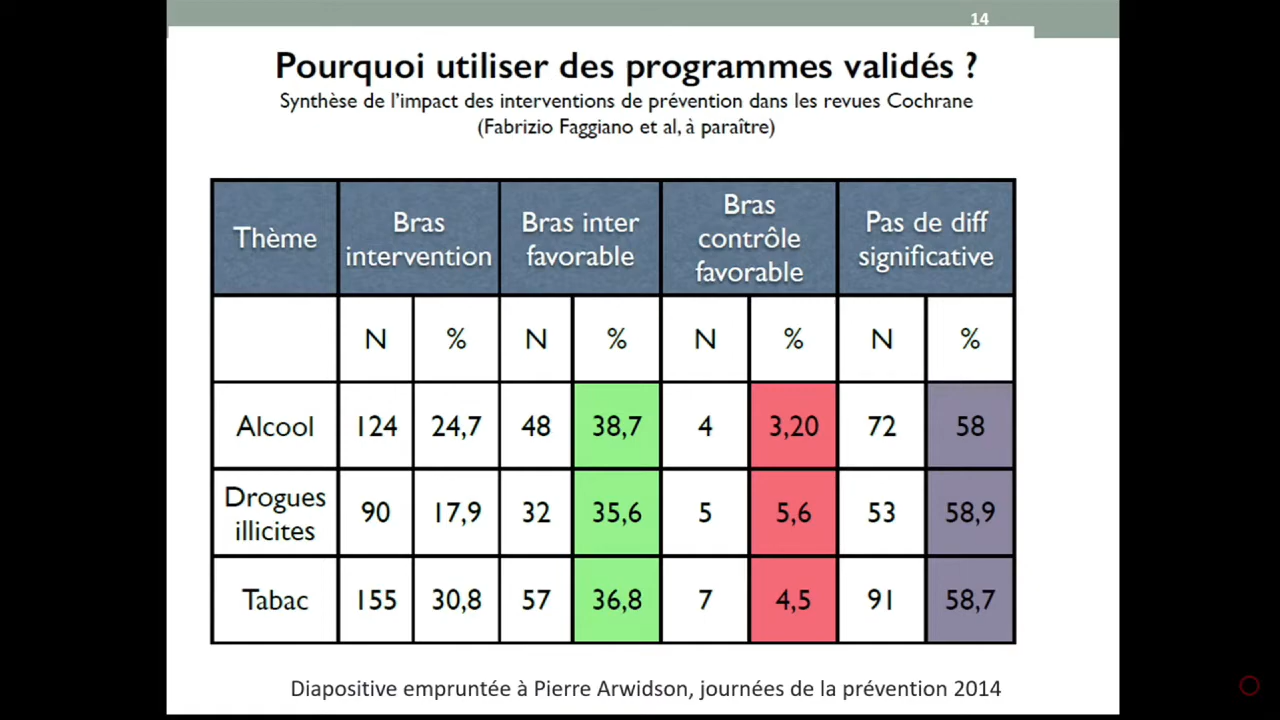 14
Pourquoi utiliser des programmes validés ?
Synthèse de l'impact des interventions de prévention dans les revues Cochrane
(Fabrizio Faggiano et al, à paraître)
Thème Bras intervention Bras inter favorable Bras contrôle favorable Pas de diff significative
N % N % N % N %
Alcool 124 24,7 48 38,7 4 3,20 72 58
Drogues illicites 90 17,9 32 35,6 5 5,6 53 58,9
Tabac 155 30,8 57 36,8 7 4,5 91 58,7
Diapositive empruntée à Pierre Arwidson, journées de la prévention 2014